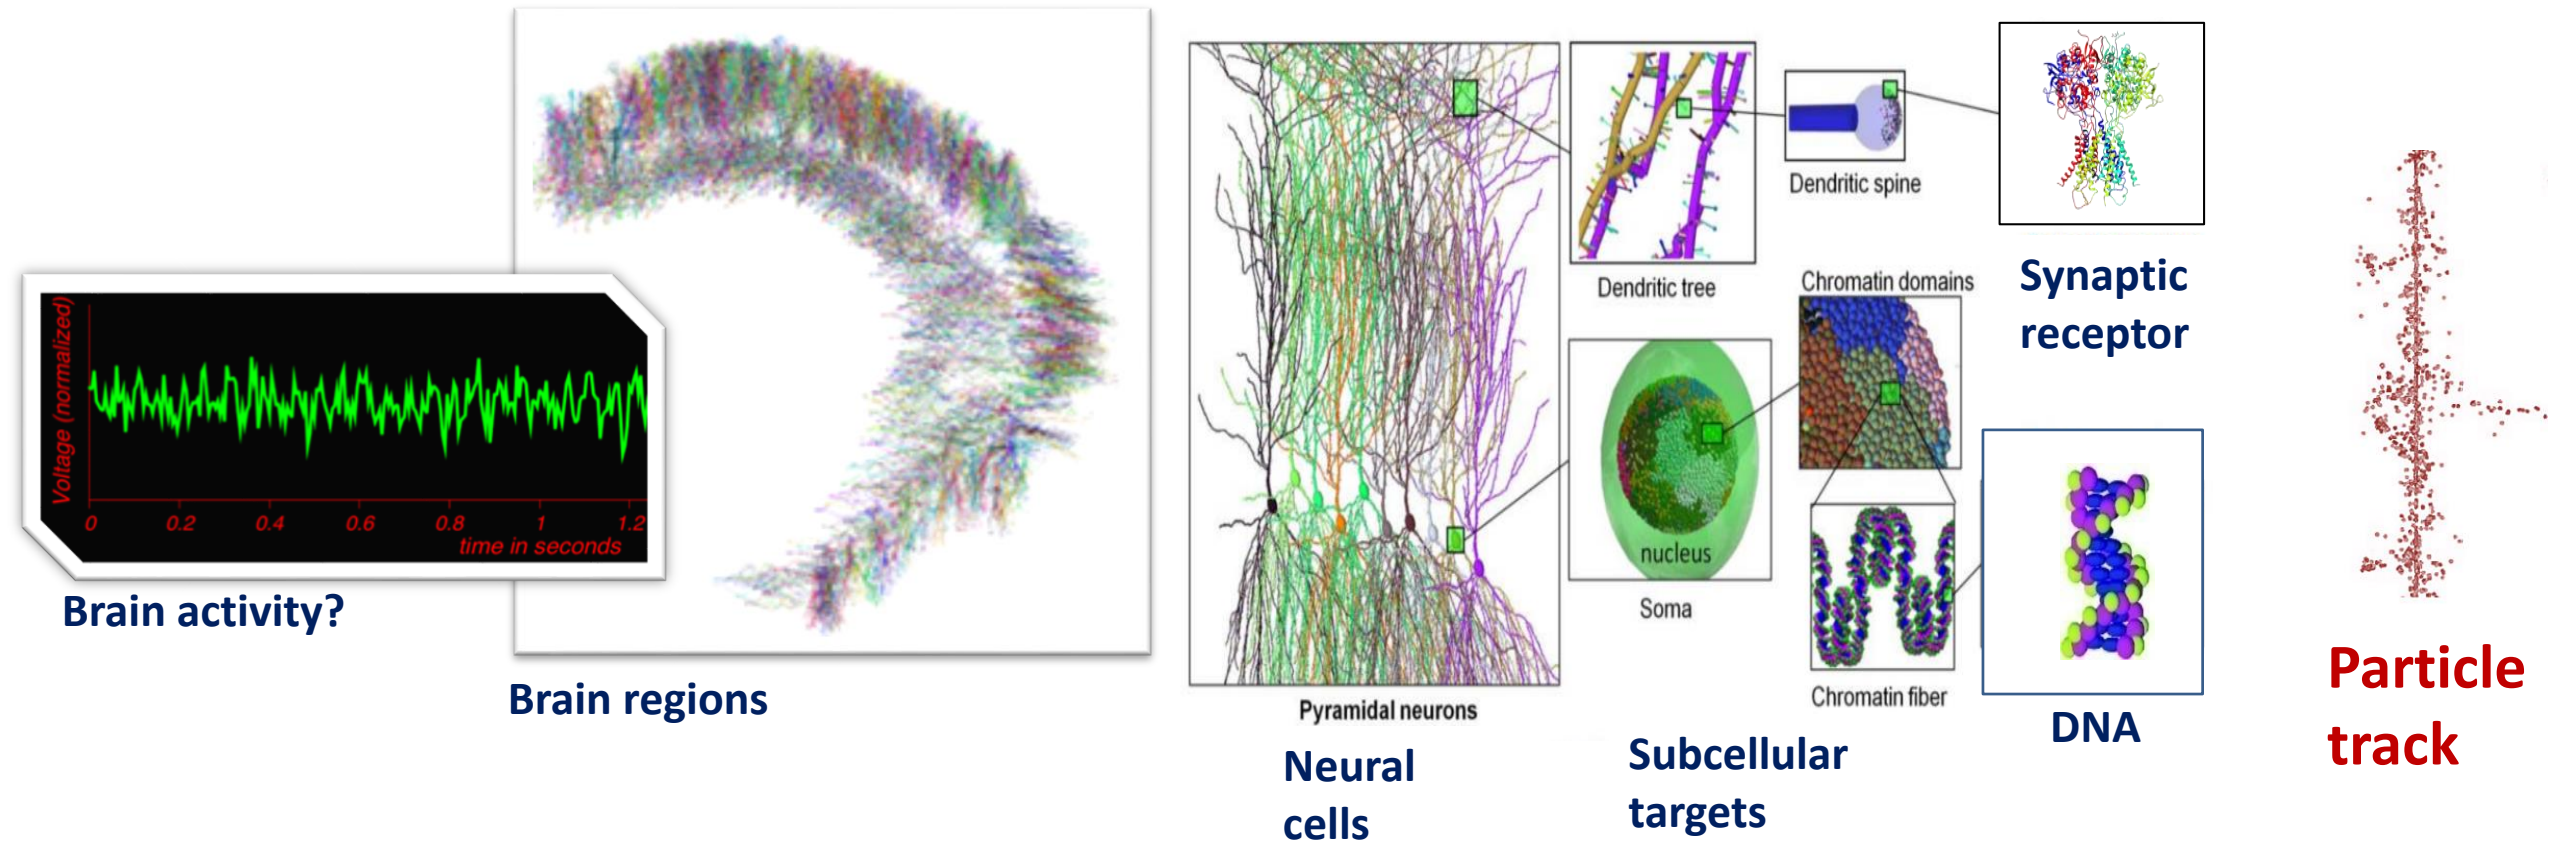 Voltage (normalized)
0 0.2 0.4 0.6 0.8 1 1.2
time in seconds
Brain activity?
Brain regions
Pyramidal neurons
Neural
cells
Dendritic tree
Dendritic spine
nucleus
Soma
Chromatin domains
Chromatin fiber
Subcellular
targets
Synaptic
receptor
DNA
Particle
track